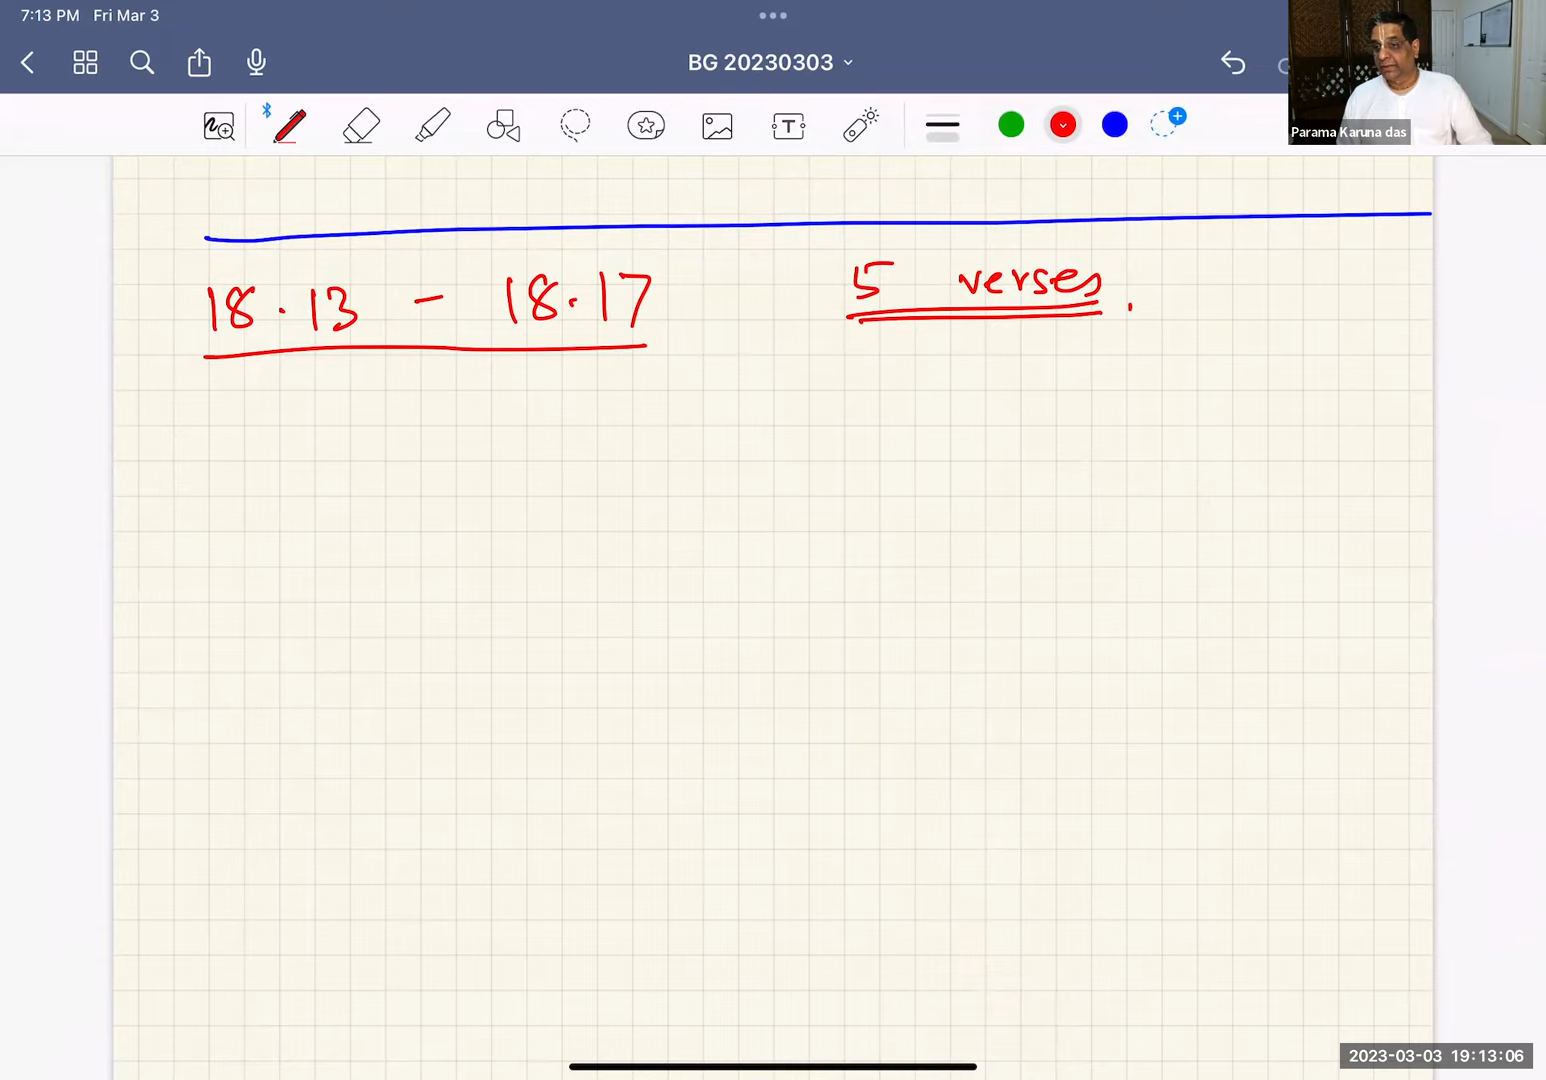 7:13 PM Fri Mar 3
BG 20230303
T
Parama Karuna das
18.13 - 18.17 5 verses.
2023-03-03 19:13:06